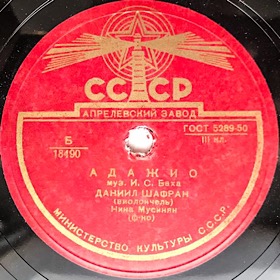 СССР
АПРЕЛЕВСКИЙ ЗАВОД
Б
18490
ГОСТ 5289-50
III кл.
АДАЖИО
муз. И. С. Баха
ДАНИИЛ ШАФРАН
(виолончель)
Нина Мусинян
(ф-но)
МИНИСТЕРСТВО КУЛЬТУРЫ С.С.С.Р.